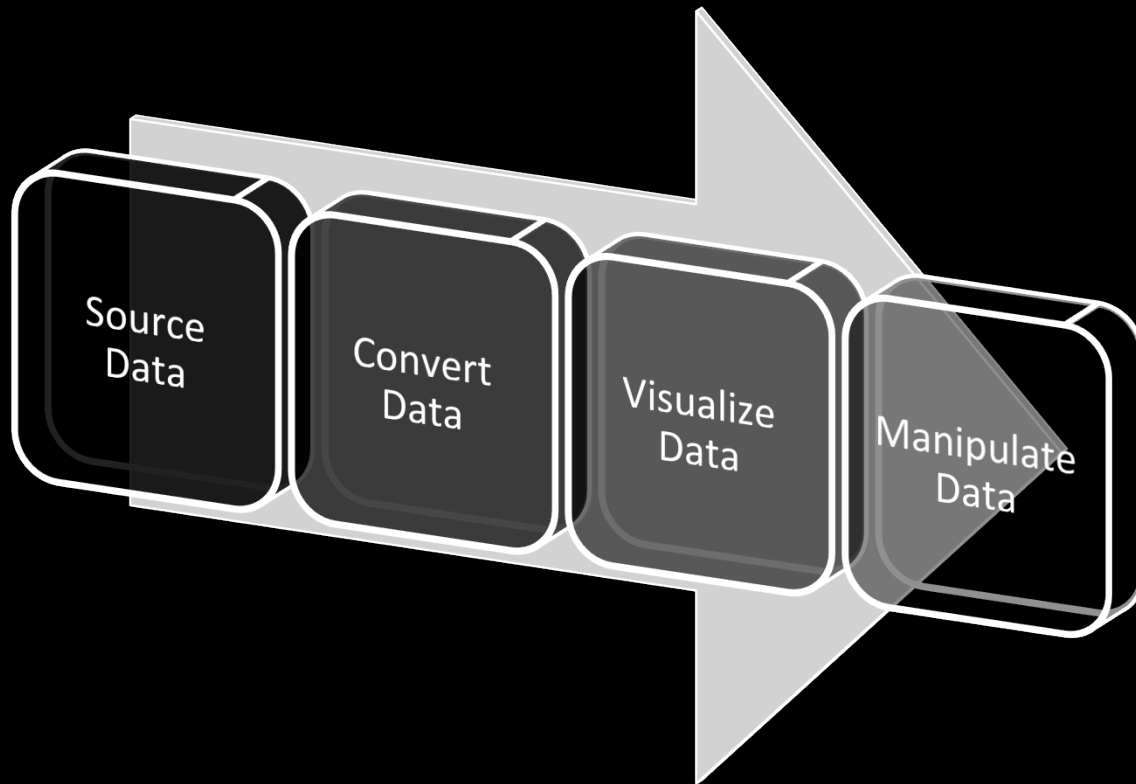 Source
Data
Convert
Data
Visualize
Data
Manipulate
Data